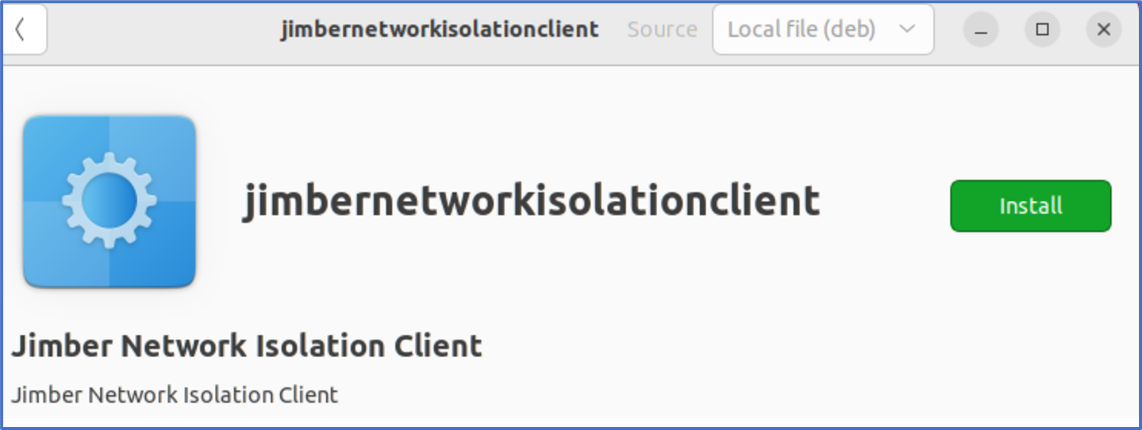 jimbernetworkisolationclient Source Local file (deb)
jimbernetworkisolationclient
Install
Jimber Network Isolation Client
Jimber Network Isolation Client